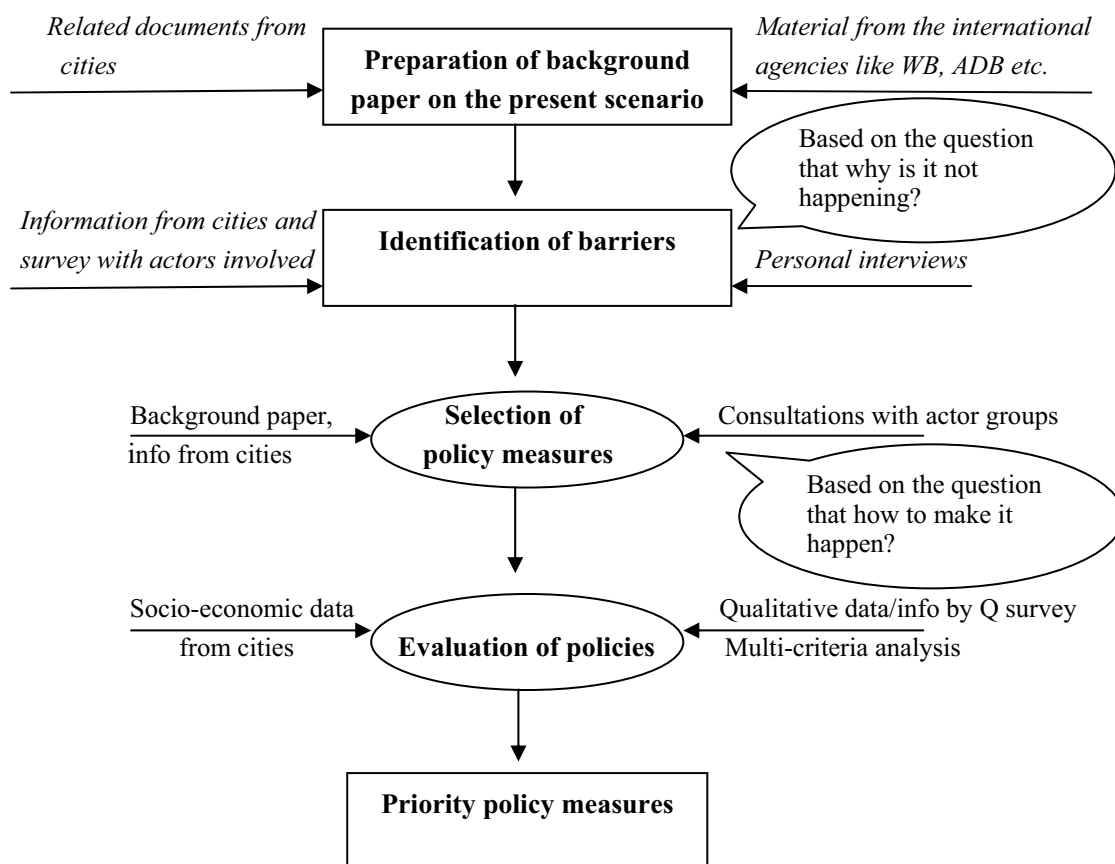 Related documents from
cities
Preparation of background
paper on the present scenario
Material from the international
agencies like WB, ADB etc.
Based on the question
that why is it not
happening?
Information from cities and
survey with actors involved
Identification of barriers
Personal interviews
Background paper,
info from cities
Selection of
policy measures
Consultations with actor groups
Based on the question
that how to make it
happen?
Socio-economic data
from cities
Evaluation of policies
Qualitative data/info by Q survey
Multi-criteria analysis
Priority policy measures